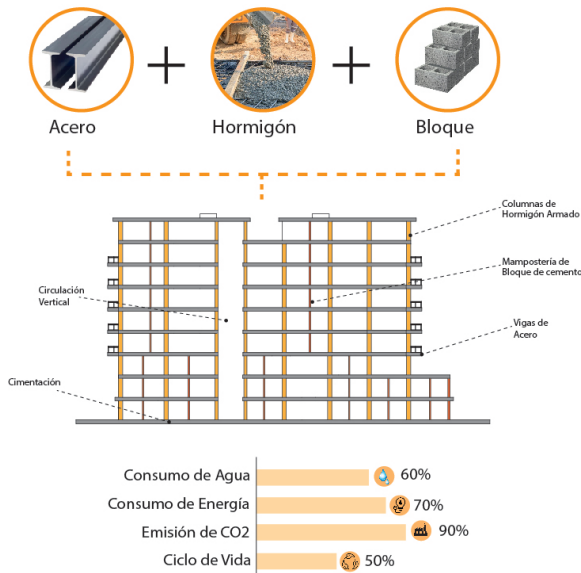 Acero
Hormigón
Bloque
Columnas de
Hormigón Armado
Mampostería de
Bloque de cemento
Circulación
Vertical
Vigas de
Acero
Cimentación
Consumo de Agua 60%
Consumo de Energía 70%
Emisión de CO2 90%
Ciclo de Vida 50%